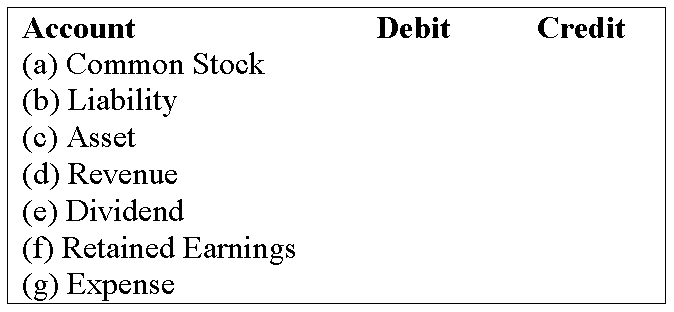 Account Debit Credit
(a) Common Stock
(b) Liability
(c) Asset
(d) Revenue
(e) Dividend
(f) Retained Earnings
(g) Expense